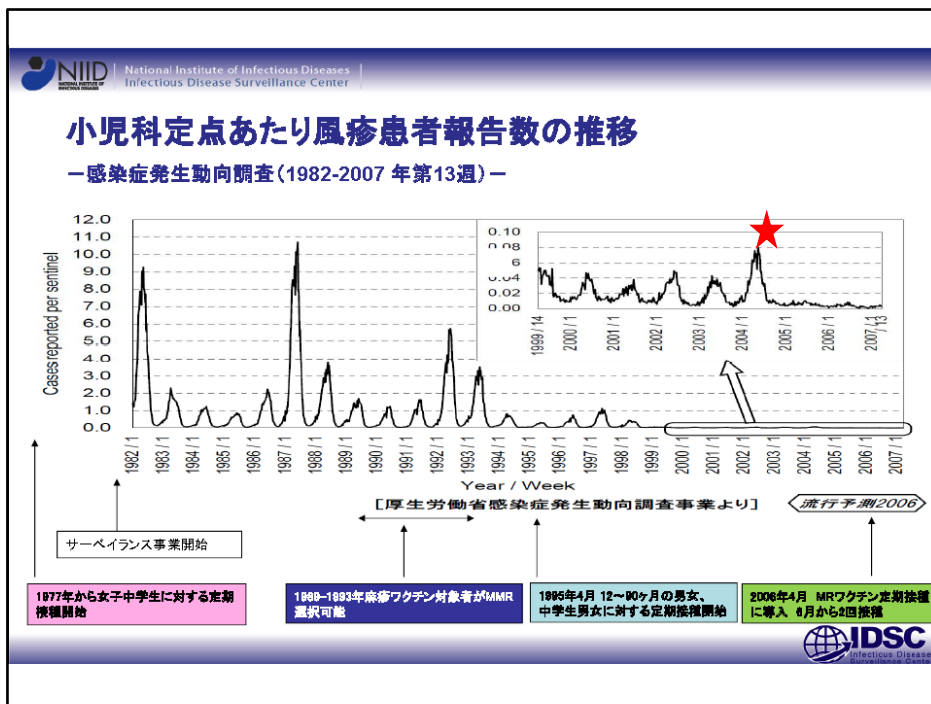 NIID
NATIONAL INSTITUTE OF
INFECTIOUS DISEASES
National Institute of Infectious Diseases
Infectious Disease Surveillance Center
小児科定点あたり風疹患者報告数の推移
－感染症発生動向調査(1982-2007 年第13週)－
Cases reported per sentinel
12.0
11.0
10.0
9.0
8.0
7.0
6.0
5.0
4.0
3.0
2.0
1.0
0.0
0.10
0.08
6
0.04
0.02
0.00
1999/14
2000/1
2001/1
2002/1
2003/1
2004/1
2005/1
2006/1
2007/1
/13
1982/1
1983/1
1984/1
1985/1
1986/1
1987/1
1988/1
1989/1
1990/1
1991/1
1992/1
1993/1
1994/1
1995/1
1996/1
1997/1
1998/1
1999/1
2000/1
2001/1
2002/1
2003/1
2004/1
2005/1
2006/1
2007/1
Year / Week
[厚生労働省感染症発生動向調査事業より]
流行予測2006
サーベイランス事業開始
1977年から女子中学生に対する定期
接種開始
1989-1993年麻疹ワクチン対象者がMMR
選択可能
1995年4月 12～90ヶ月の男女、
中学生男女に対する定期接種開始
2006年4月 MRワクチン定期接種
に導入 6月から2回接種
IDSC
Infectious Disease
Surveillance Center